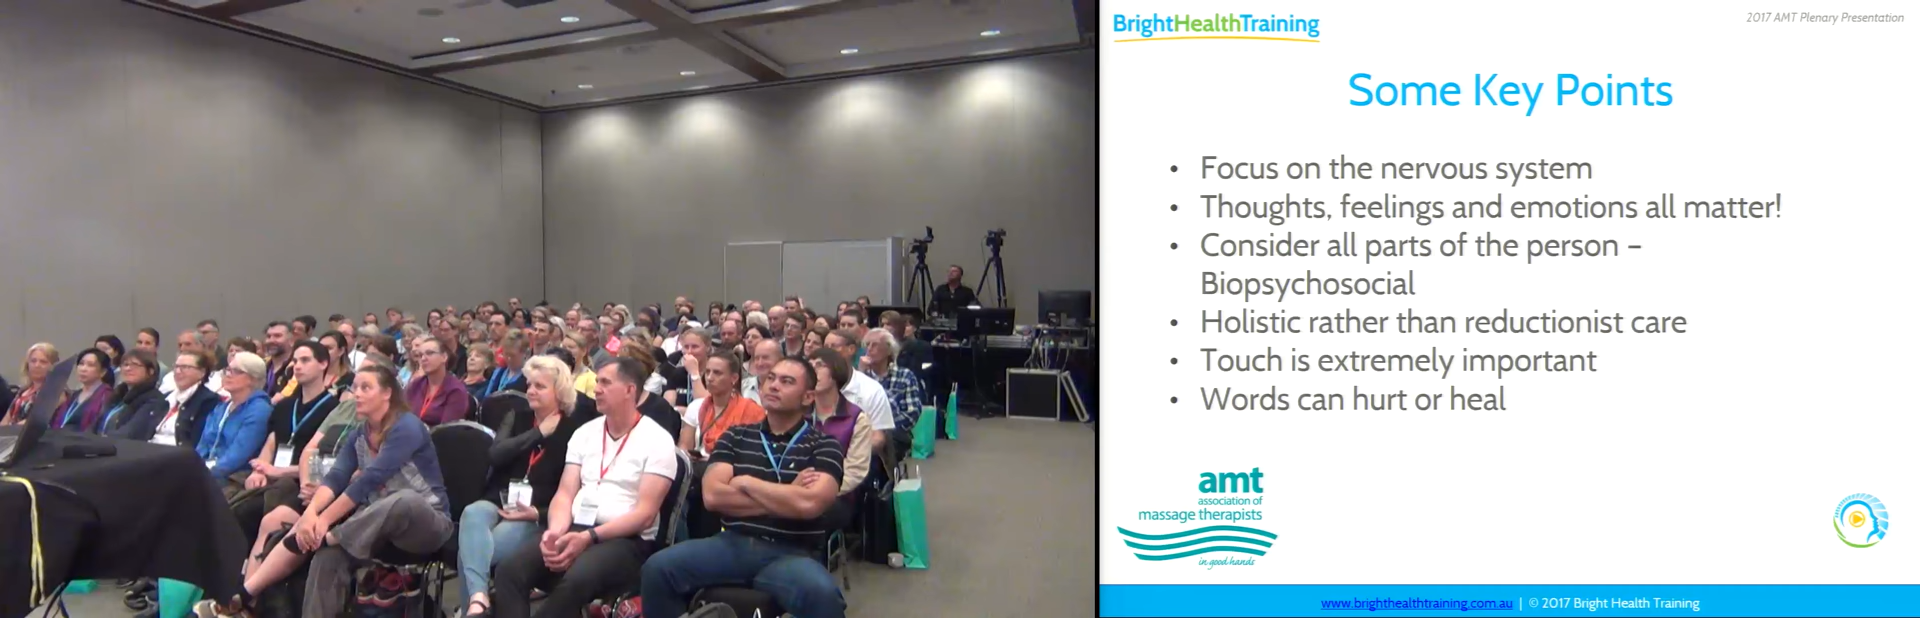 BrightHealthTraining
2017 AMT Plenary Presentation
Some Key Points
• Focus on the nervous system
• Thoughts, feelings and emotions all matter!
• Consider all parts of the person –
Biopsychosocial
• Holistic rather than reductionist care
• Touch is extremely important
• Words can hurt or heal
amt
association of
massage therapists
in good hands
www.brighthealthtraining.com.au | © 2017 Bright Health Training